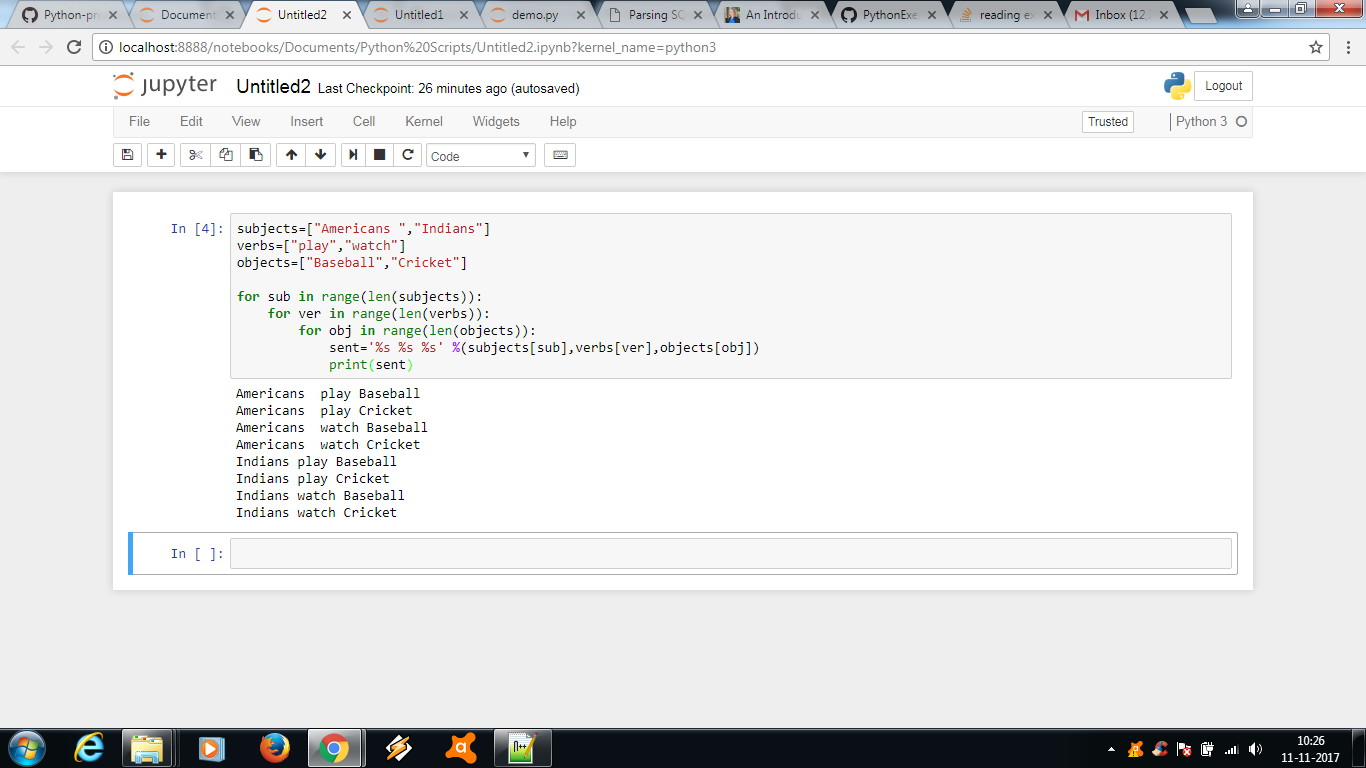 Python-pr
Document
Untitled2
Untitled1
demo.py
Parsing SC
An Introdu
PythonExe
reading ex
Inbox (12,
localhost:8888/notebooks/Documents/Python%20Scripts/Untitled2.ipynb?kernel_name=python3
jupyter Untitled2 Last Checkpoint: 26 minutes ago (autosaved)
Logout
File Edit View Insert Cell Kernel Widgets Help
Trusted
Python 3
Code
In [4]: subjects=["Americans ","Indians"]
verbs=["play","watch"]
objects=["Baseball","Cricket"]
for sub in range(len(subjects)):
    for ver in range(len(verbs)):
        for obj in range(len(objects)):
            sent='%s %s %s' %(subjects[sub],verbs[ver],objects[obj])
            print(sent)
Americans  play Baseball
Americans  play Cricket
Americans  watch Baseball
Americans  watch Cricket
Indians play Baseball
Indians play Cricket
Indians watch Baseball
Indians watch Cricket
In [ ]:
10:26
11-11-2017